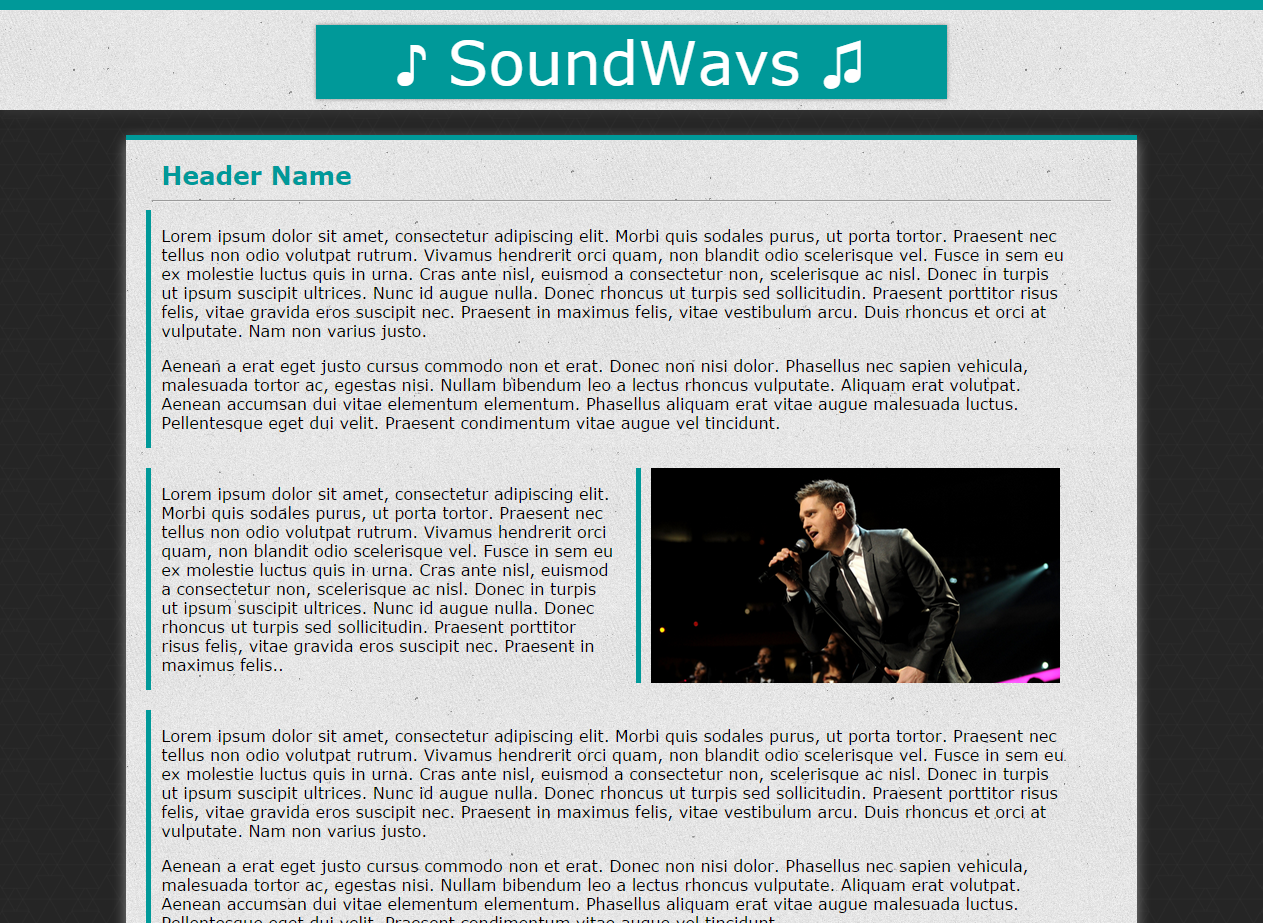 ♪ SoundWavs ♫
Header Name
Lorem ipsum dolor sit amet, consectetur adipiscing elit. Morbi quis sodales purus, ut porta tortor. Praesent nec
tellus non odio volutpat rutrum. Vivamus hendrerit orci quam, non blandit odio scelerisque vel. Fusce in sem eu
ex molestie luctus quis in urna. Cras ante nisl, euismod a consectetur non, scelerisque ac nisl. Donec in turpis
ut ipsum suscipit ultrices. Nunc id augue nulla. Donec rhoncus ut turpis sed sollicitudin. Praesent porttitor risus
felis, vitae gravida eros suscipit nec. Praesent in maximus felis, vitae vestibulum arcu. Duis rhoncus et orci at
vulputate. Nam non varius justo.
Aenean a erat eget justo cursus commodo non et erat. Donec non nisi dolor. Phasellus nec sapien vehicula,
malesuada tortor ac, egestas nisi. Nullam bibendum leo a lectus rhoncus vulputate. Aliquam erat volutpat.
Aenean accumsan dui vitae elementum elementum. Phasellus aliquam erat vitae augue malesuada luctus.
Pellentesque eget dui velit. Praesent condimentum vitae augue vel tincidunt.
Lorem ipsum dolor sit amet, consectetur adipiscing elit.
Morbi quis sodales purus, ut porta tortor. Praesent nec
tellus non odio volutpat rutrum. Vivamus hendrerit orci
quam, non blandit odio scelerisque vel. Fusce in sem eu
ex molestie luctus quis in urna. Cras ante nisl, euismod
a consectetur non, scelerisque ac nisl. Donec in turpis
ut ipsum suscipit ultrices. Nunc id augue nulla. Donec
rhoncus ut turpis sed sollicitudin. Praesent porttitor
risus felis, vitae gravida eros suscipit nec. Praesent in
maximus felis..
Lorem ipsum dolor sit amet, consectetur adipiscing elit. Morbi quis sodales purus, ut porta tortor. Praesent nec
tellus non odio volutpat rutrum. Vivamus hendrerit orci quam, non blandit odio scelerisque vel. Fusce in sem eu
ex molestie luctus quis in urna. Cras ante nisl, euismod a consectetur non, scelerisque ac nisl. Donec in turpis
ut ipsum suscipit ultrices. Nunc id augue nulla. Donec rhoncus ut turpis sed sollicitudin. Praesent porttitor risus
felis, vitae gravida eros suscipit nec. Praesent in maximus felis, vitae vestibulum arcu. Duis rhoncus et orci at
vulputate. Nam non varius justo.
Aenean a erat eget justo cursus commodo non et erat. Donec non nisi dolor. Phasellus nec sapien vehicula,
malesuada tortor ac, egestas nisi. Nullam bibendum leo a lectus rhoncus vulputate. Aliquam erat volutpat.
Aenean accumsan dui vitae elementum elementum. Phasellus aliquam erat vitae augue malesuada luctus.
Pellentesque eget dui velit. Praesent condimentum vitae augue vel tincidunt.